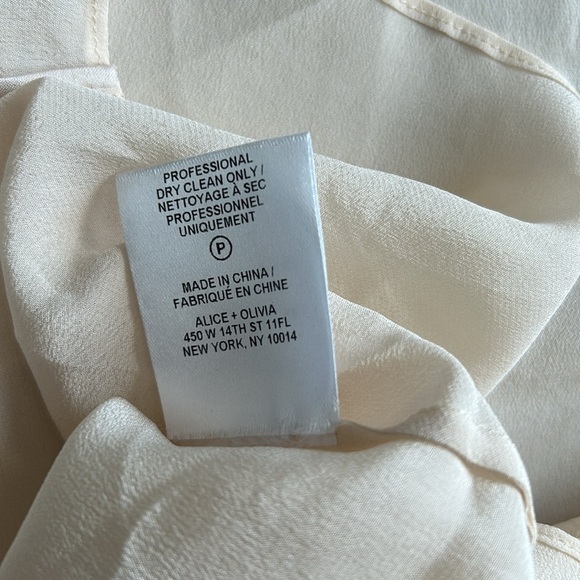 PROFESSIONAL
DRY CLEAN ONLY /
NETTOYAGE À SEC
PROFESSIONNEL
UNIQUEMENT
P
MADE IN CHINA /
FABRIQUÉ EN CHINE
ALICE + OLIVIA
450 W 14TH ST 11FL
NEW YORK, NY 10014